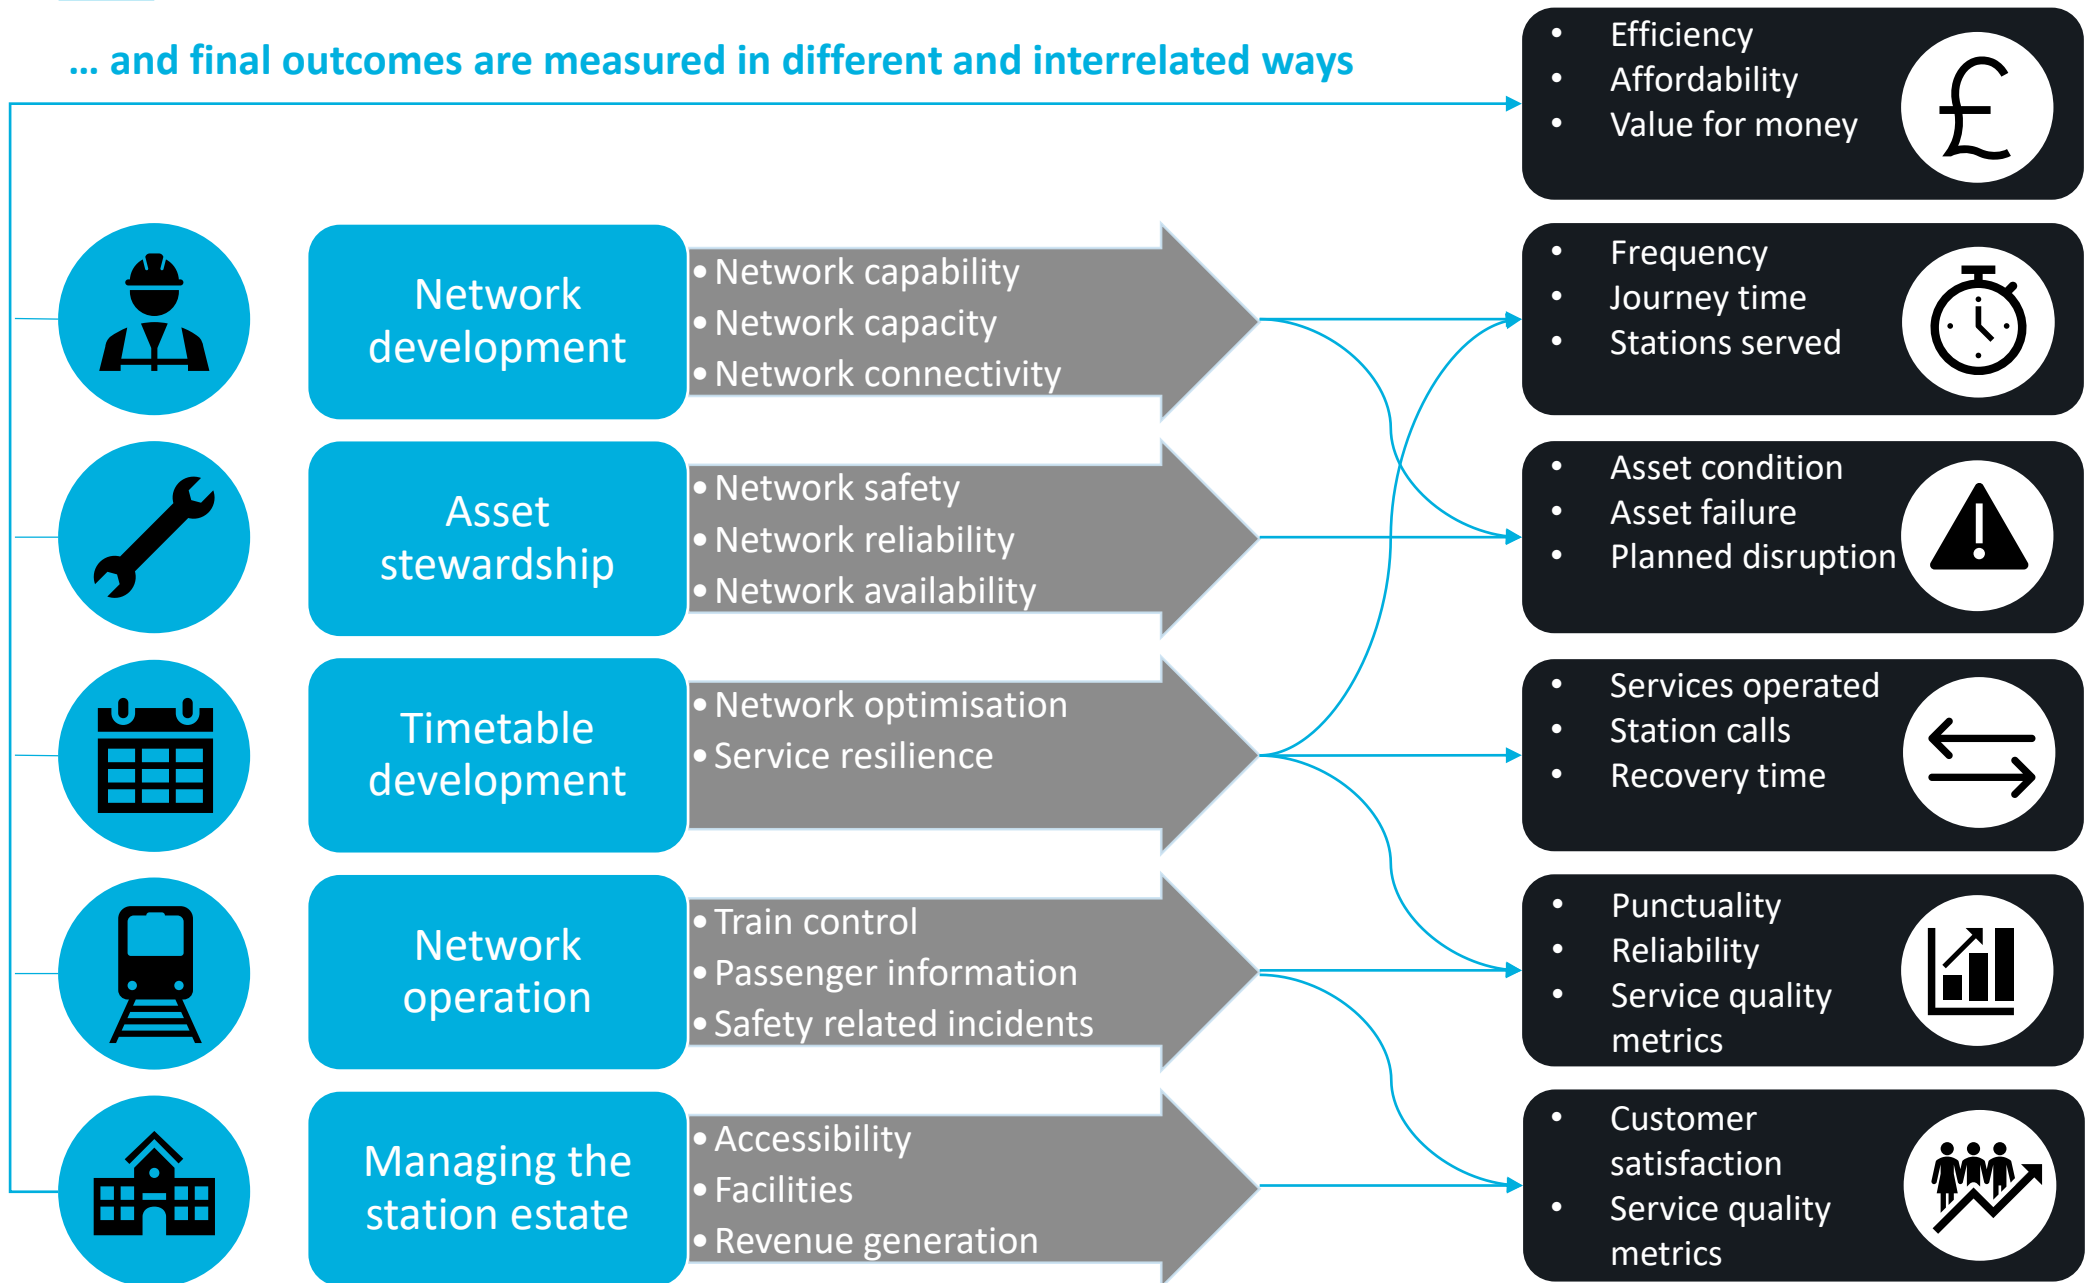 ... and final outcomes are measured in different and interrelated ways
• Efficiency
• Affordability
• Value for money
£
Network
development
• Network capability
• Network capacity
• Network connectivity
• Frequency
• Journey time
• Stations served
Asset
stewardship
• Network safety
• Network reliability
• Network availability
• Asset condition
• Asset failure
• Planned disruption
Timetable
development
• Network optimisation
• Service resilience
• Services operated
• Station calls
• Recovery time
Network
operation
• Train control
• Passenger information
• Safety related incidents
• Punctuality
• Reliability
• Service quality
metrics
Managing the
station estate
• Accessibility
• Facilities
• Revenue generation
• Customer
satisfaction
• Service quality
metrics